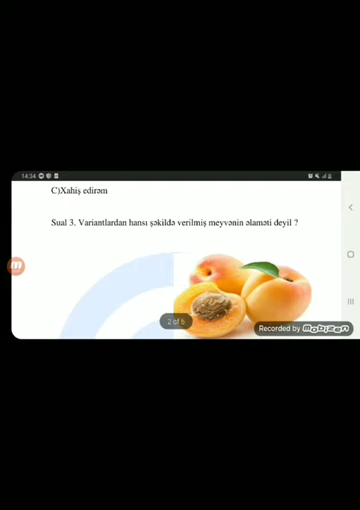 14:34
C)Xahiş edirəm
Sual 3. Variantlardan hansı şəkildə verilmiş meyvənin əlaməti deyil ?
2 of 6
Recorded by mobizen